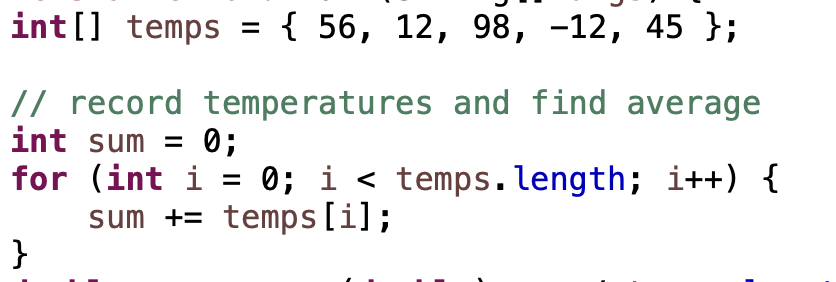 int[] temps = { 56, 12, 98, -12, 45 };
// record temperatures and find average
int sum = 0;
for (int i = 0; i < temps.length; i++) {
sum += temps[i];
}